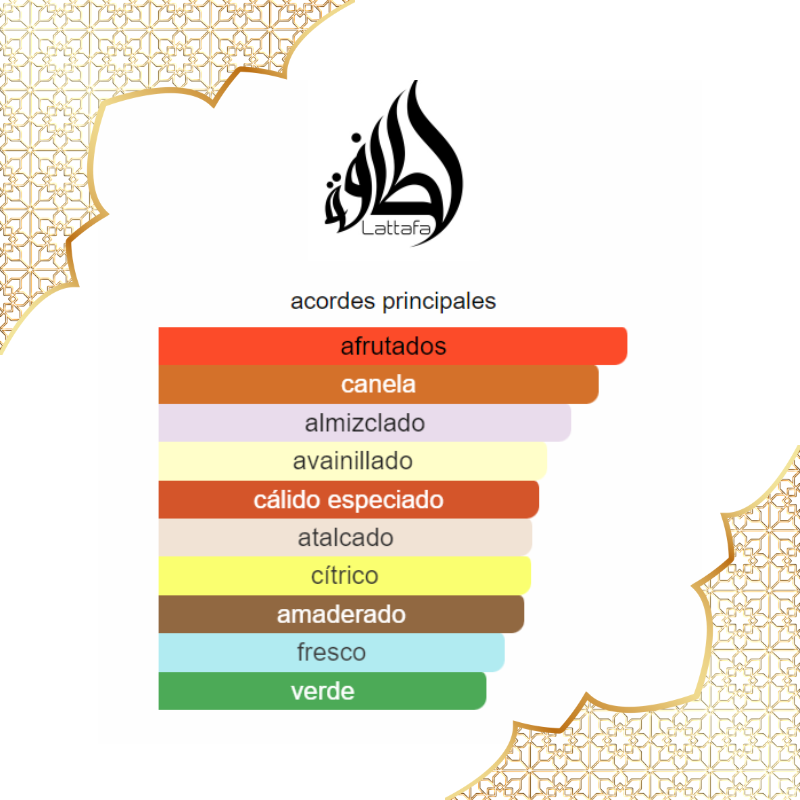 لطافة
Lattafa
acordes principales
afrutados
canela
almizclado
avainillado
cálido especiado
atalcado
cítrico
amaderado
fresco
verde